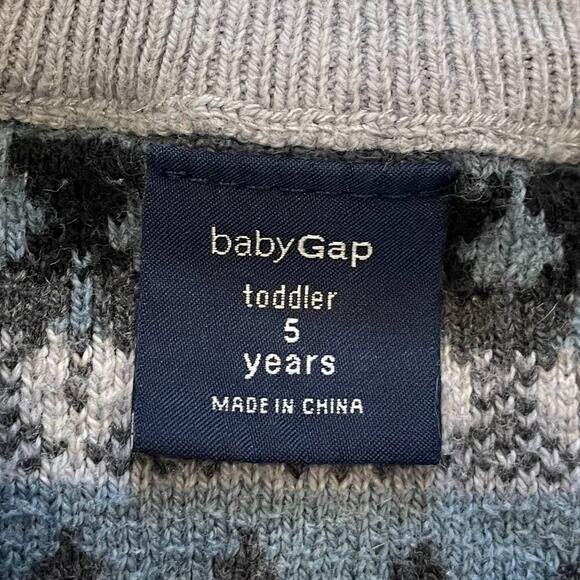 babyGap
toddler
5
years
MADE IN CHINA